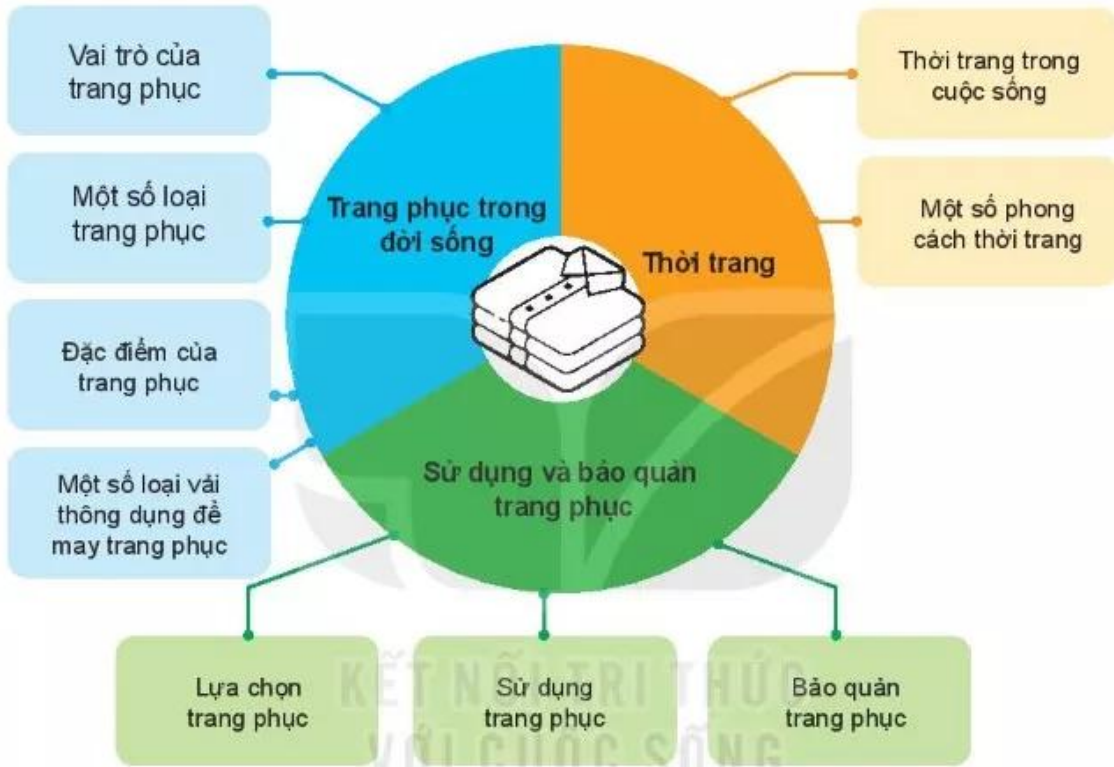 Vai trò của
trang phục
Một số loại
trang phục
Đặc điểm của
trang phục
Một số loại vải
thông dụng để
may trang phục
Trang phục trong
đời sống
Thời trang
Thời trang trong
cuộc sống
Một số phong
cách thời trang
Sử dụng và bảo quản
trang phục
Lựa chọn
trang phục
Sử dụng
trang phục
Bảo quản
trang phục
KẾT NỐI TRI THỨC
VỚI CUỘC SỐNG